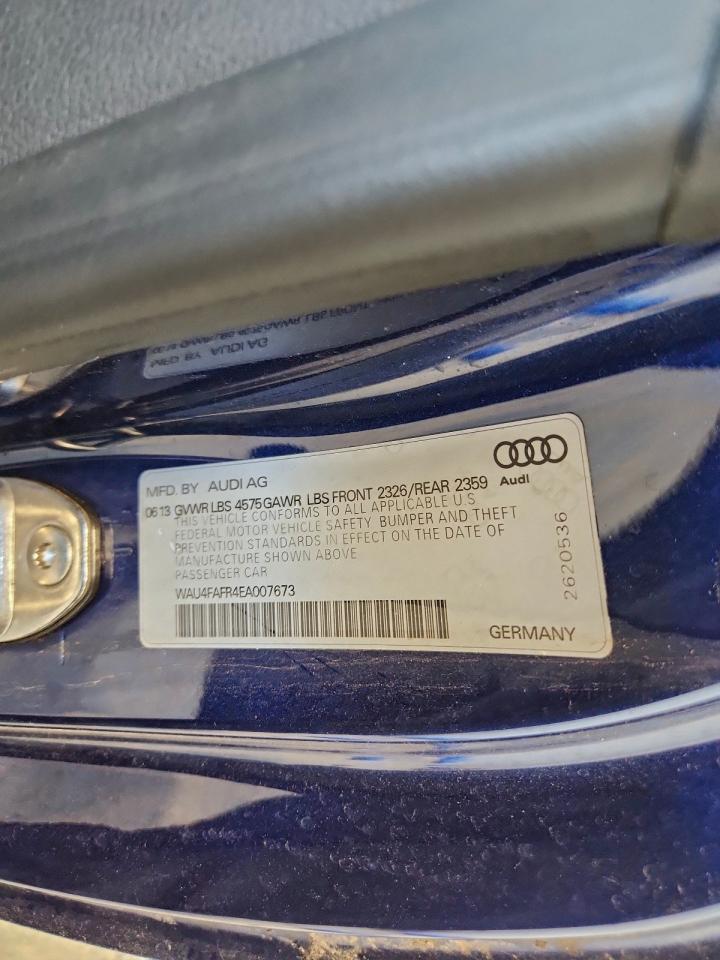 MFD. BY AUDI AG
0613 GVWR LBS 4575 GAWR LBS FRONT 2326/REAR 2359
Audi
THIS VEHICLE CONFORMS TO ALL APPLICABLE U.S
FEDERAL MOTOR VEHICLE SAFETY BUMPER AND THEFT
PREVENTION STANDARDS IN EFFECT ON THE DATE OF
MANUFACTURE SHOWN ABOVE
PASSENGER CAR
WAU4FAFR4EA007673
2620536
GERMANY